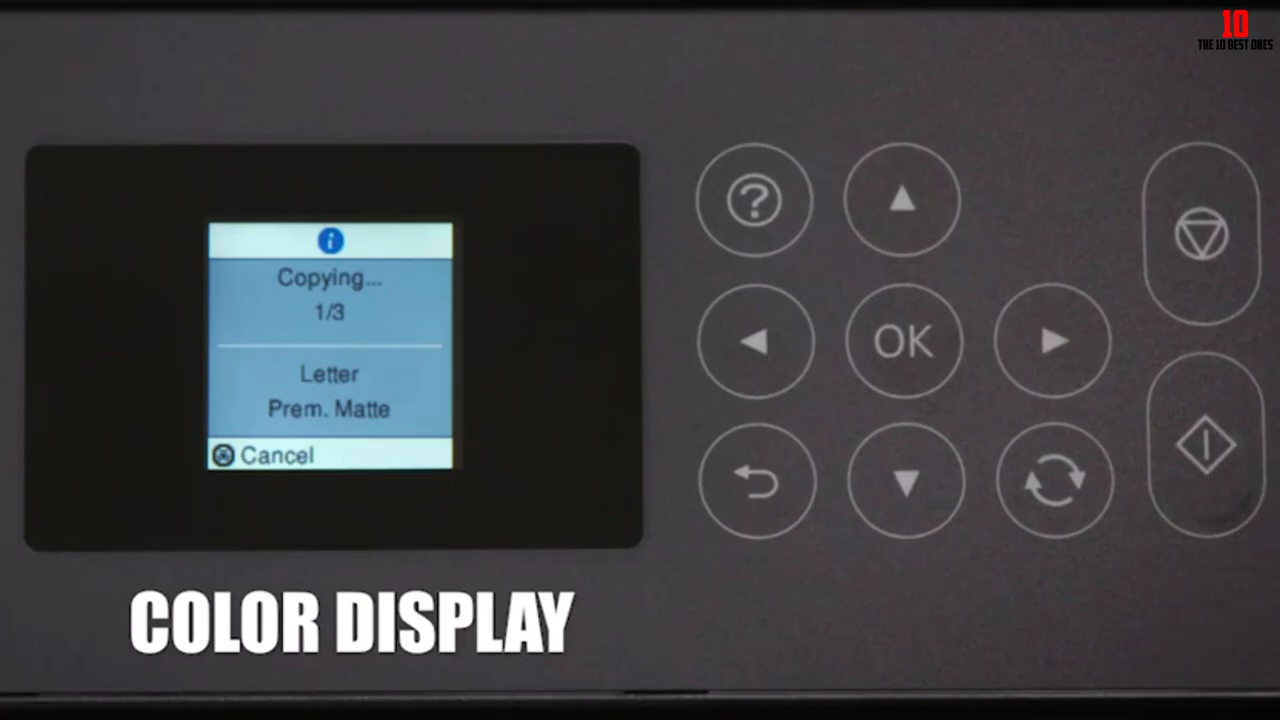 10
THE 10 BEST ONES
i
Copying...
1/3
Letter
Prem. Matte
Cancel
?
OK
COLOR DISPLAY